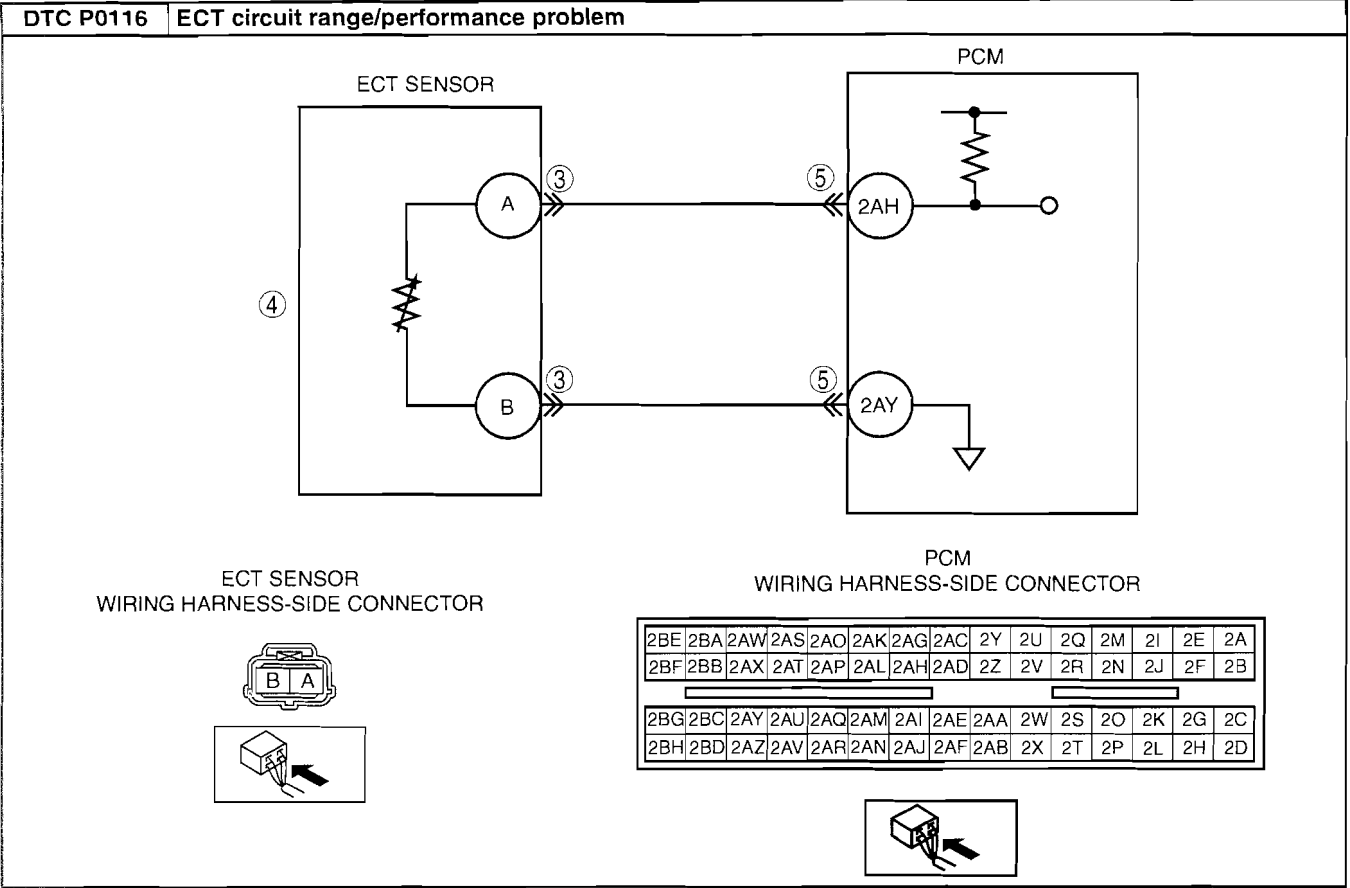 DTC P0116 ECT circuit range/performance problem
PCM
ECT SENSOR
3
5
A
2AH
4
3
5
B
2AY
PCM
ECT SENSOR
WIRING HARNESS-SIDE CONNECTOR
WIRING HARNESS-SIDE CONNECTOR
2BE 2BA 2AW 2AS 2AO 2AK 2AG 2AC 2Y 2U 2Q 2M 2I 2E 2A
2BF 2BB 2AX 2AT 2AP 2AL 2AH 2AD 2Z 2V 2R 2N 2J 2F 2B
B A
2BG 2BC 2AY 2AU 2AQ 2AM 2AI 2AE 2AA 2W 2S 2O 2K 2G 2C
2BH 2BD 2AZ 2AV 2AR 2AN 2AJ 2AF 2AB 2X 2T 2P 2L 2H 2D